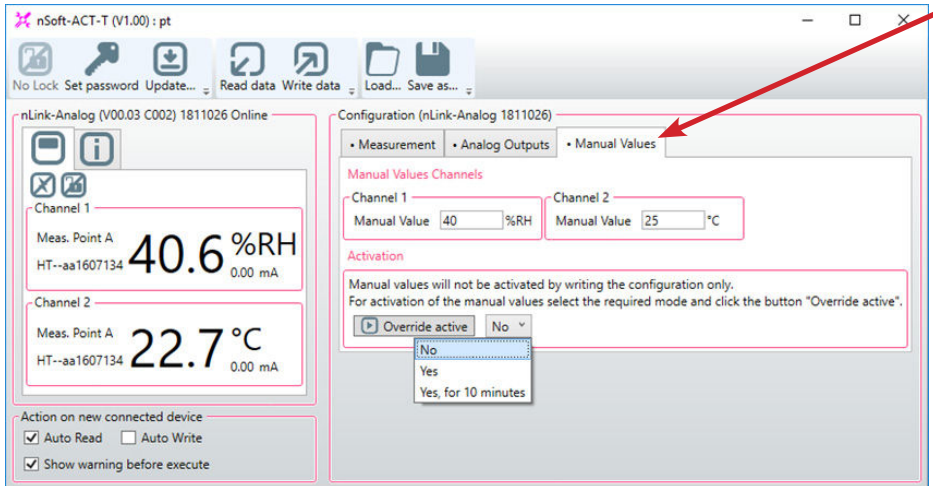 nSoft-ACT-T (V1.00) : pt
No Lock Set password Update... Read data Write data Load... Save as...
nLink-Analog (V00.03 C002) 1811026 Online
Channel 1
Meas. Point A
HT--aa1607134
40.6 %RH
0.00 mA
Channel 2
Meas. Point A
HT--aa1607134
22.7 °C
0.00 mA
Action on new connected device
Auto Read Auto Write
Show warning before execute
Configuration (nLink-Analog 1811026)
• Measurement • Analog Outputs • Manual Values
Manual Values Channels
Channel 1
Manual Value 40 %RH
Channel 2
Manual Value 25 °C
Activation
Manual values will not be activated by writing the configuration only.
For activation of the manual values select the required mode and click the button "Override active".
Override active No
No
Yes
Yes, for 10 minutes